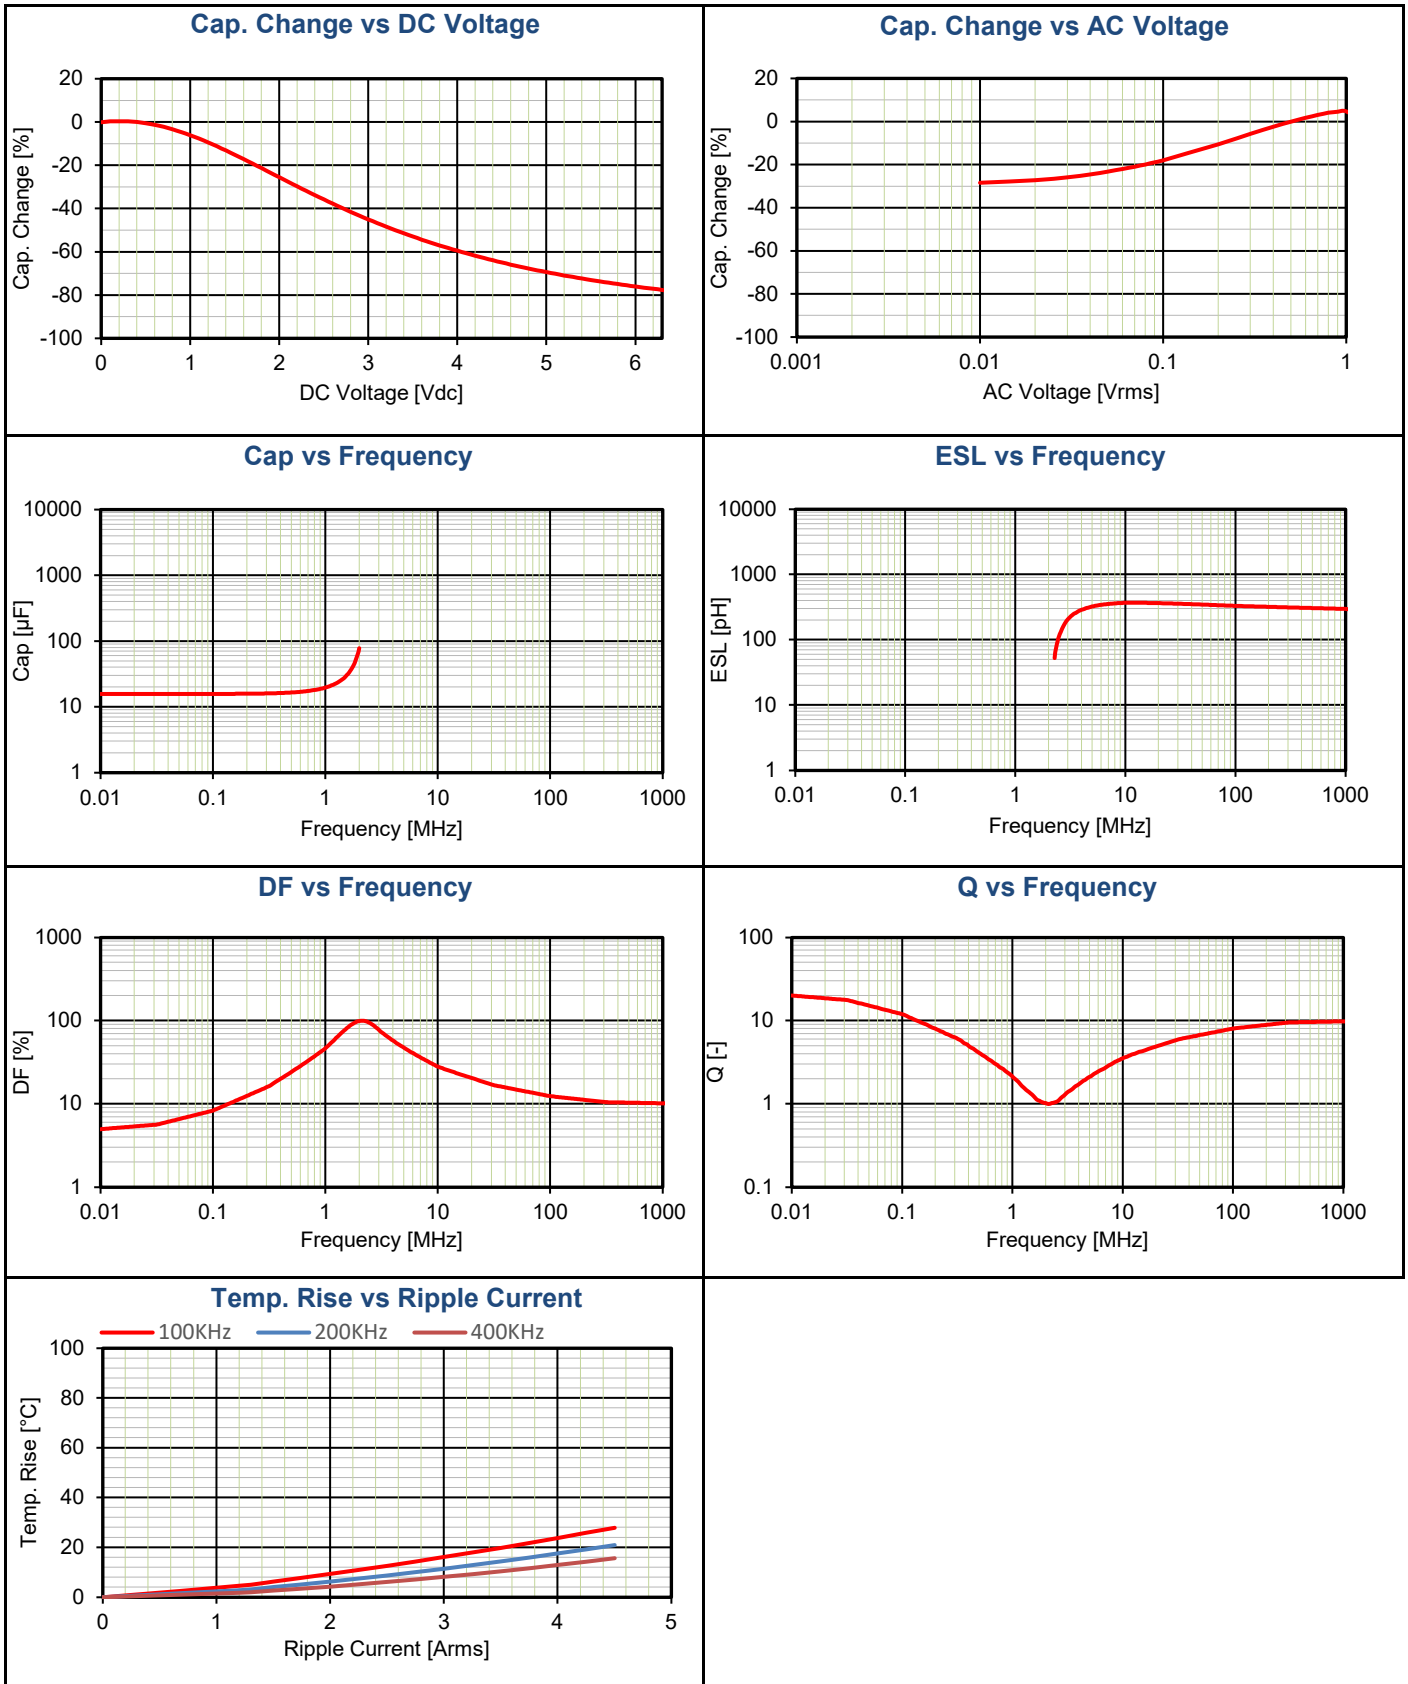 Cap. Change vs DC Voltage
20
0
-20
-40
-60
-80
-100
Cap. Change [%]
0 1 2 3 4 5 6
DC Voltage [Vdc]
Cap. Change vs AC Voltage
20
0
-20
-40
-60
-80
-100
Cap. Change [%]
0.001 0.01 0.1 1
AC Voltage [Vrms]
Cap vs Frequency
10000
1000
100
10
1
Cap [µF]
0.01 0.1 1 10 100 1000
Frequency [MHz]
ESL vs Frequency
10000
1000
100
10
1
ESL [pH]
0.01 0.1 1 10 100 1000
Frequency [MHz]
DF vs Frequency
1000
100
10
1
DF [%]
0.01 0.1 1 10 100 1000
Frequency [MHz]
Q vs Frequency
100
10
1
0.1
Q [-]
0.01 0.1 1 10 100 1000
Frequency [MHz]
Temp. Rise vs Ripple Current
100KHz 200KHz 400KHz
100
80
60
40
20
0
Temp. Rise [°C]
0 1 2 3 4 5
Ripple Current [Arms]